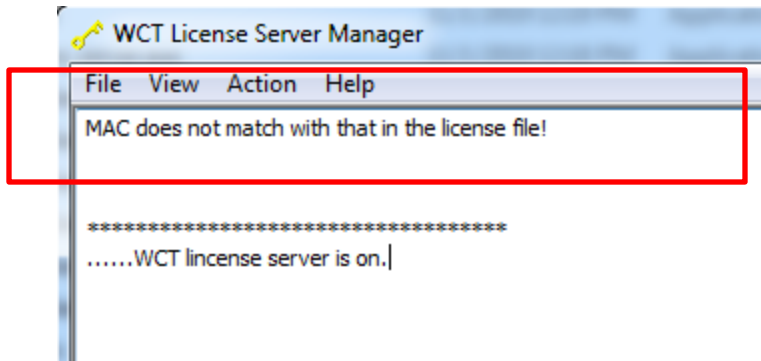 WCT License Server Manager
File View Action Help
MAC does not match with that in the license file!
***********************************
......WCT lincense server is on.